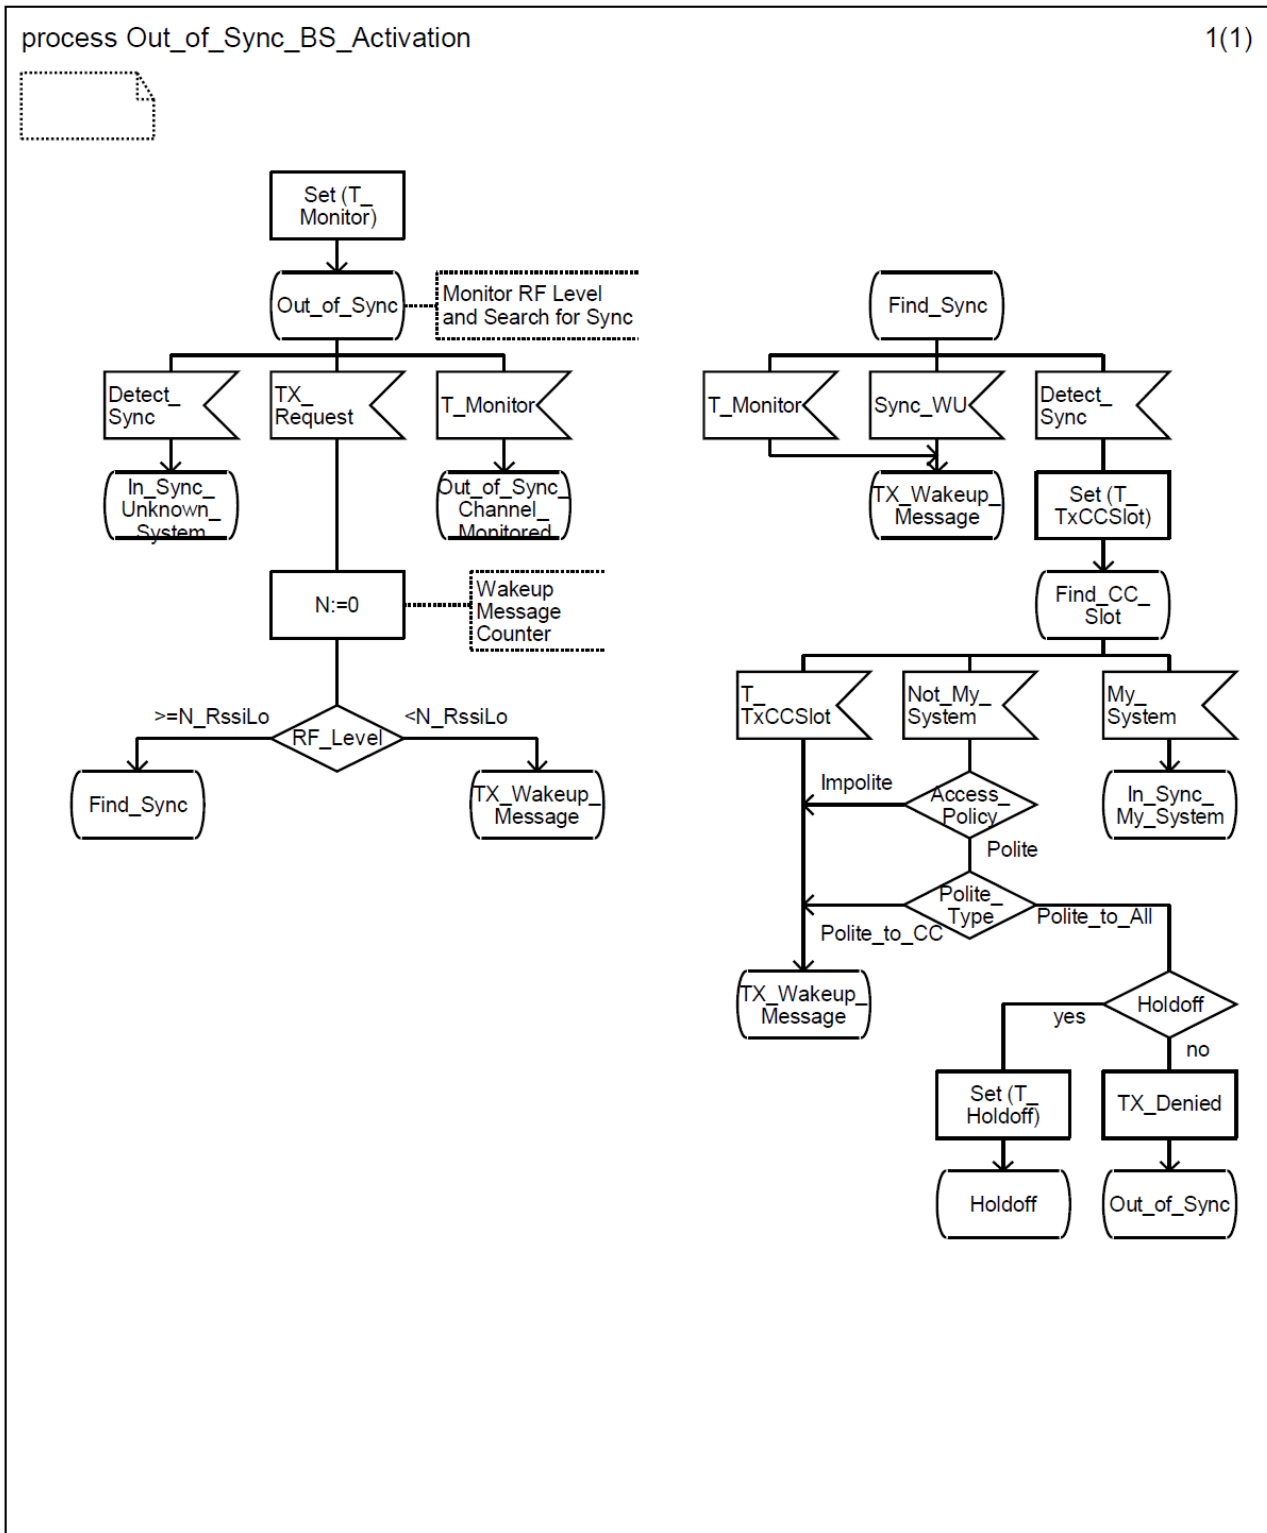 process Out_of_Sync_BS_Activation
1(1)
Set (T_
Monitor)
Out_of_Sync
Monitor RF Level
and Search for Sync
Detect_
Sync
TX_
Request
T_Monitor
In_Sync_
Unknown_
System
Out_of_Sync_
Channel_
Monitored
N:=0
Wakeup
Message
Counter
>=N_RssiLo
<N_RssiLo
RF_Level
Find_Sync
TX_Wakeup_
Message
Find_Sync
T_Monitor
Sync_WU
Detect_
Sync
TX_Wakeup_
Message
Set (T_
TxCCSlot)
Find_CC_
Slot
T_
TxCCSlot
Not_My_
System
My_
System
Impolite
Access_
Policy
In_Sync_
My_System
Polite
Polite_
Type
Polite_to_CC
Polite_to_All
TX_Wakeup_
Message
Holdoff
yes
no
Set (T_
Holdoff)
TX_Denied
Holdoff
Out_of_Sync